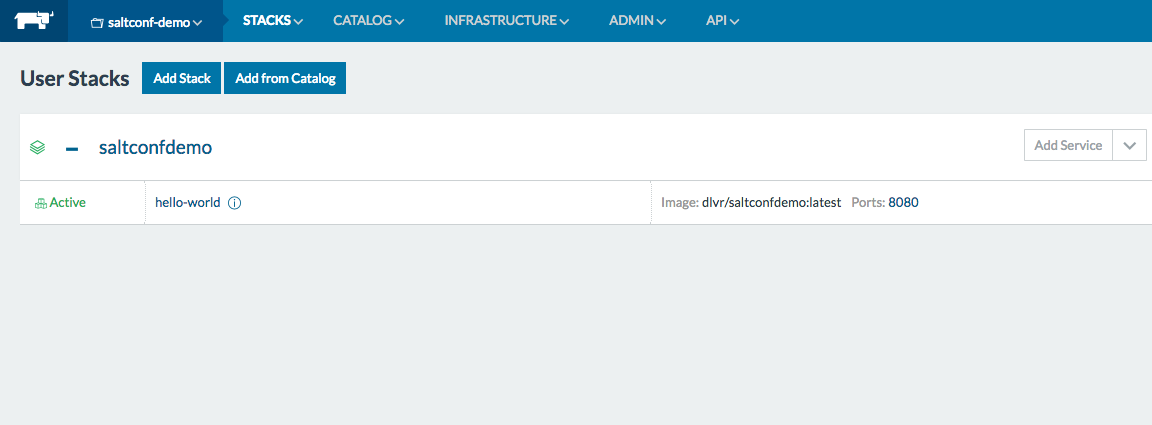 saltconf-demo STACKS CATALOG INFRASTRUCTURE ADMIN API
User Stacks Add Stack Add from Catalog
saltconfdemo Add Service
Active hello-world Image: dlvr/saltconfdemo:latest Ports: 8080